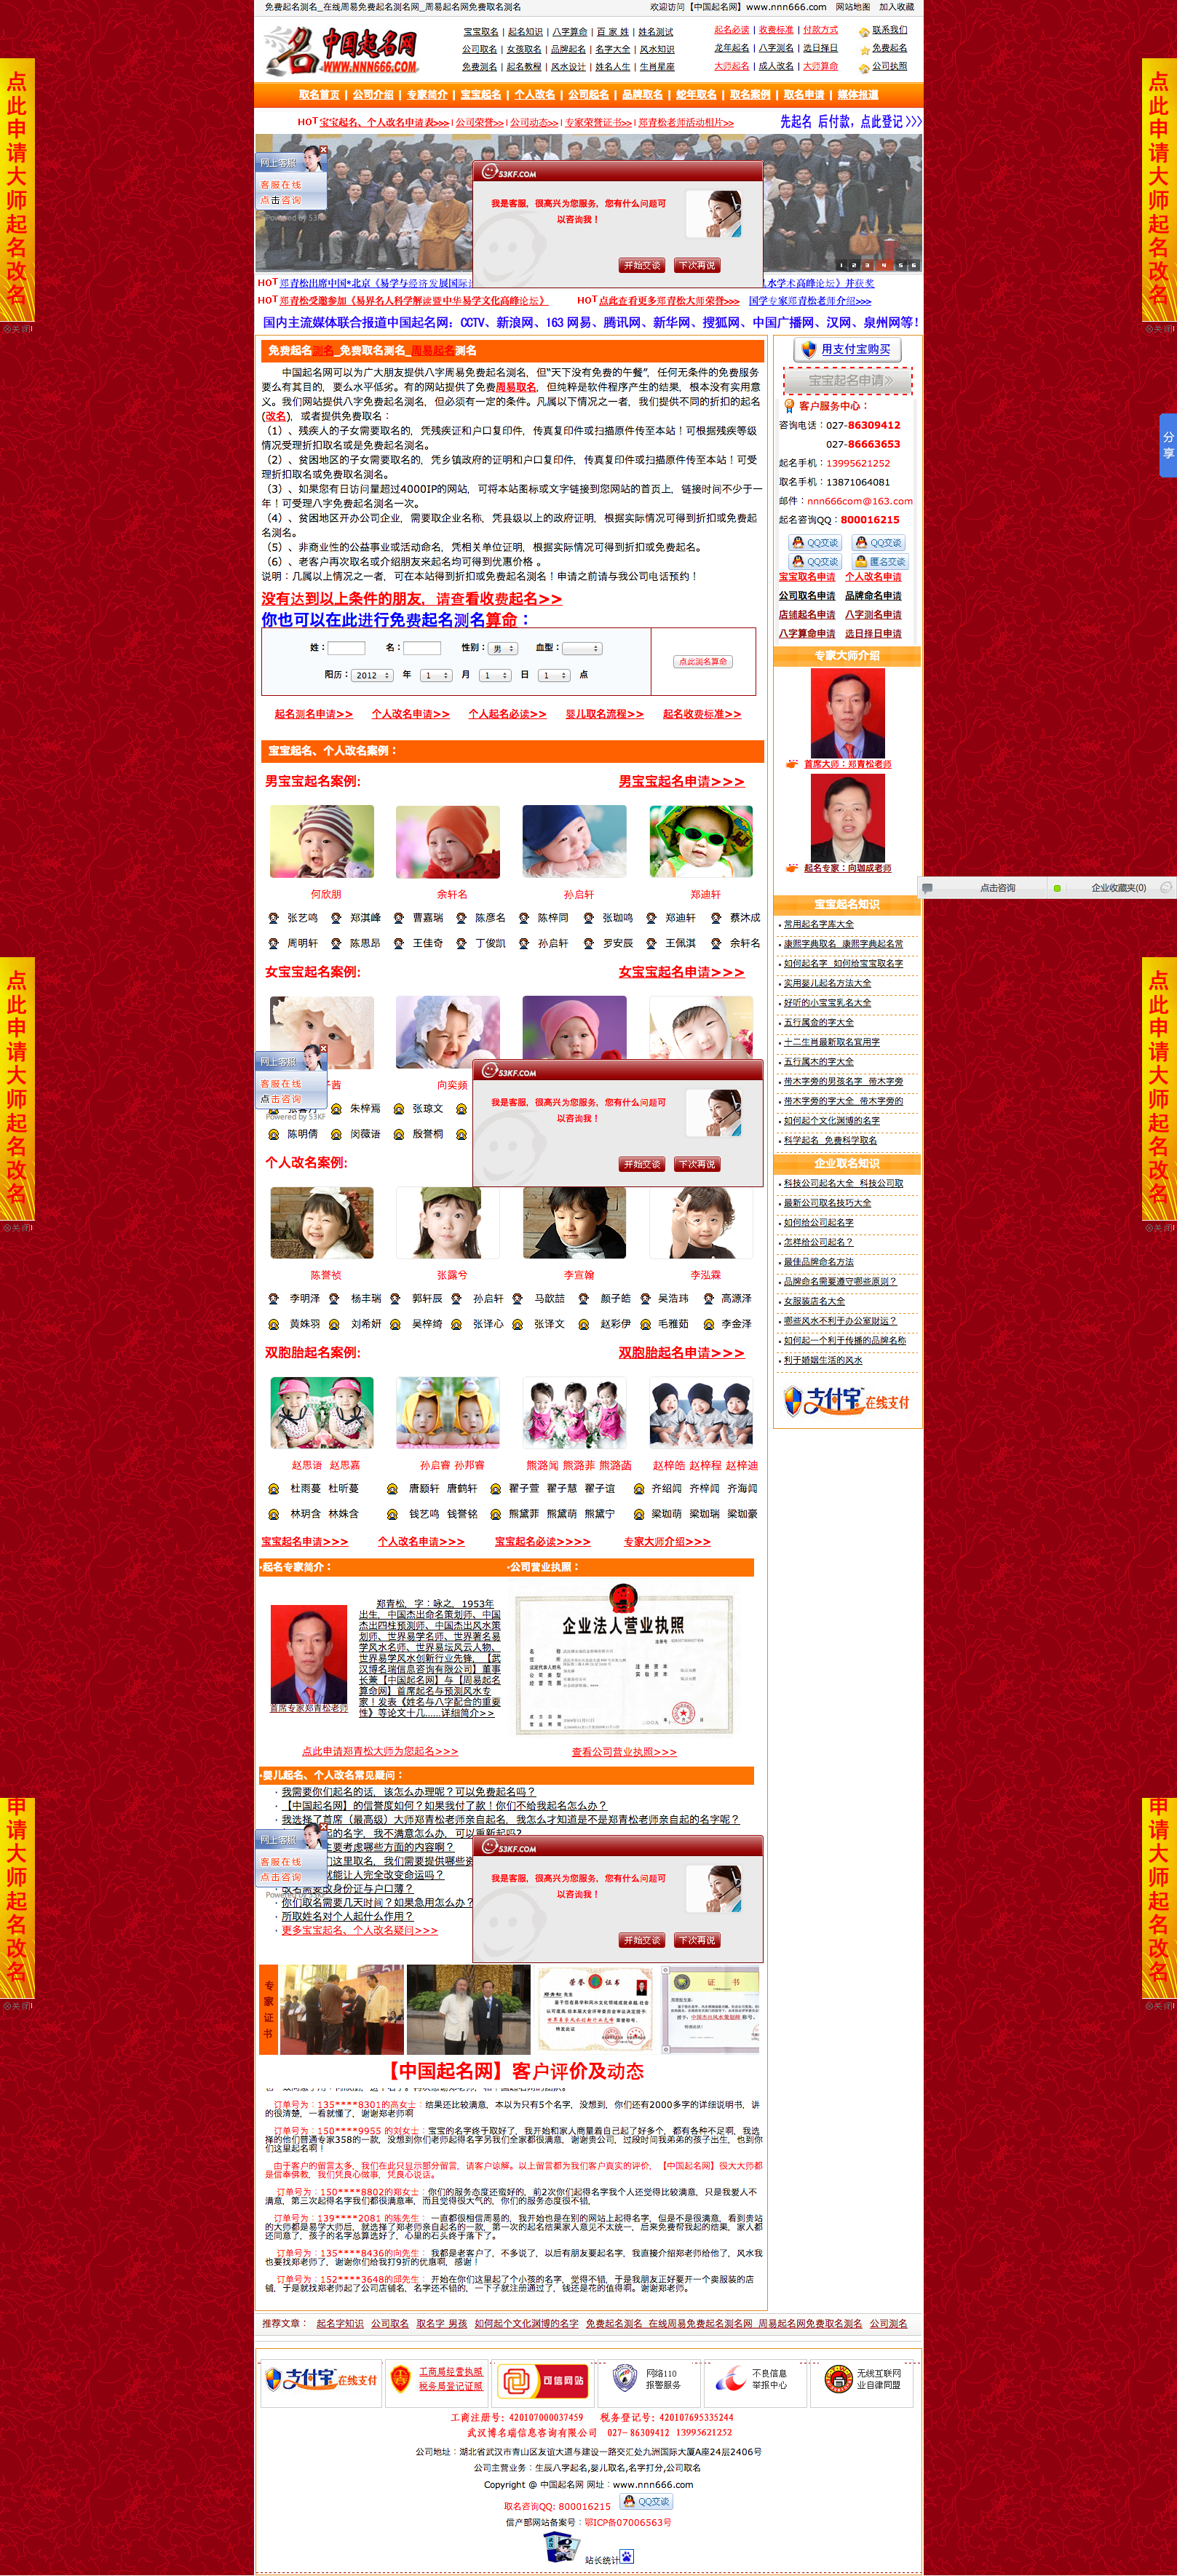 免费起名测名_在线周易免费起名测名网_周易起名网免费取名测名
欢迎访问【中国起名网】www.nnn666.com 网站地图 加入收藏
中国起名网
WWW.NNN666.COM
宝宝取名 | 起名知识 | 八字算命 | 百 家 姓 | 姓名测试
公司取名 | 女孩取名 | 品牌起名 | 名字大全 | 风水知识
免费测名 | 起名教程 | 风水设计 | 姓名人生 | 生肖星座
起名必读 | 收费标准 | 付款方式
龙年起名 | 八字测名 | 选日择日
大师起名 | 成人改名 | 大师算命
联系我们
免费起名
公司执照
取名首页 | 公司介绍 | 专家简介 | 宝宝起名 | 个人改名 | 公司起名 | 品牌取名 | 蛇年取名 | 取名案例 | 取名申请 | 媒体报道
HOT 宝宝起名、个人改名申请表>>> | 公司荣誉>> | 公司动态>> | 专家荣誉证书>> | 郑青松老师活动相片>>
先起名 后付款，点此登记 >>>
点此申请大师起名改名
关闭
网上客服
客服在线
点击咨询
Powered by 53KF
53KF.COM
我是客服，很高兴为您服务，您有什么问题可以咨询我！
开始交谈 下次再说
1 2 3 4 5 6
HOT 郑青松出席中国*北京《易学与经济发展国际
水学术高峰论坛》并获奖
HOT 郑青松受邀参加《易界名人科学解读暨中华易学文化高峰论坛》
HOT 点此查看更多郑青松大师荣誉>>> 国学专家郑青松老师介绍>>>
国内主流媒体联合报道中国起名网：CCTV、新浪网、163 网易、腾讯网、新华网、搜狐网、中国广播网、汉网、泉州网等！
免费起名测名_免费取名测名_周易起名测名
中国起名网可以为广大朋友提供八字周易免费起名测名，但“天下没有免费的午餐”，任何无条件的免费服务
要么有其目的，要么水平低劣。有的网站提供了免费周易取名，但纯粹是软件程序产生的结果，根本没有实用意
义。我们网站提供八字免费起名测名，但必须有一定的条件。凡属以下情况之一者，我们提供不同的折扣的起名
(改名)，或者提供免费取名：
（1）、残疾人的子女需要取名的，凭残疾证和户口复印件，传真复印件或扫描原件传至本站！可根据残疾等级
情况受理折扣取名或是免费起名测名。
（2）、贫困地区的子女需要取名的，凭乡镇政府的证明和户口复印件，传真复印件或扫描原件传至本站！可受
理折扣取名或免费取名测名。
（3）、如果您有日访问量超过4000IP的网站，可将本站图标或文字链接到您网站的首页上，链接时间不少于一
年！可受理八字免费起名测名一次。
（4）、贫困地区开办公司企业，需要取企业名称，凭县级以上的政府证明，根据实际情况可得到折扣或免费起
名测名。
（5）、非商业性的公益事业或活动命名，凭相关单位证明，根据实际情况可得到折扣或免费起名。
（6）、老客户再次取名或介绍朋友来起名均可得到优惠价格 。
说明：几属以上情况之一者，可在本站得到折扣或免费起名测名！申请之前请与我公司电话预约！
没有达到以上条件的朋友，请查看收费起名>>
你也可以在此进行免费起名测名算命：
姓： 名： 性别：男 血型：
阳历：2012 年 1 月 1 日 1 点
点此测名算命
起名测名申请>> 个人改名申请>> 个人起名必读>> 婴儿取名流程>> 起名收费标准>>
宝宝起名、个人改名案例：
男宝宝起名案例: 男宝宝起名申请>>>
何欣朋 余轩名 孙启轩 郑迪轩
张艺鸣 郑淇峰 曹嘉瑞 陈彦名 陈梓同 张珈鸣 郑迪轩 蔡沐成
周明轩 陈思昂 王佳奇 丁俊凯 孙启轩 罗安辰 王佩淇 余轩名
女宝宝起名案例: 女宝宝起名申请>>>
向奕频
朱梓焉 张琼文
陈明倩 闵薇语 殷誉桐
个人改名案例:
陈誉祯 张露兮 李宣翰 李泓霖
李明泽 杨丰瑞 郭轩辰 孙启轩 马歆喆 颜子皓 吴浩玮 高源泽
黄姝羽 刘希妍 吴梓绮 张译心 张译文 赵彩伊 毛雅茹 李金泽
双胞胎起名案例: 双胞胎起名申请>>>
赵思语 赵思嘉 孙启睿 孙邦睿 熊潞闻 熊潞菲 熊潞菡 赵梓皓 赵梓程 赵梓迪
杜雨蔓 杜昕蔓 唐颢轩 唐鹤轩 翟子萱 翟子慧 翟子谊 齐绍闻 齐梓闻 齐海闻
林玥含 林姝含 钱艺鸣 钱誉铭 熊黛菲 熊黛萌 熊黛宁 梁珈萌 梁珈瑞 梁珈豪
宝宝起名申请>>> 个人改名申请>>> 宝宝起名必读>>>> 专家大师介绍>>>
·起名专家简介： ·公司营业执照：
郑青松，字：咏之，1953年
出生，中国杰出命名策划师、中国
杰出四柱预测师、中国杰出风水策
划师、世界易学名师、世界著名易
学风水名师、世界易坛风云人物、
世界易学风水创新行业先锋，【武
汉博名瑞信息咨询有限公司】董事
长兼【中国起名网】与【周易起名
算命网】首席起名与预测风水专
家！发表《姓名与八字配合的重要
性》等论文十几……详细简介>>
首席专家郑青松老师
企业法人营业执照
点此申请郑青松大师为您起名>>> 查看公司营业执照>>>
·婴儿起名、个人改名常见疑问：
· 我需要你们起名的话，该怎么办理呢？可以免费起名吗？
· 【中国起名网】的信誉度如何？如果我付了款！你们不给我起名怎么办？
· 我选择了首席（最高级）大师郑青松老师亲自起名，我怎么才知道是不是郑青松老师亲自起的名字呢？
起的名字，我不满意怎么办，可以重新起吗？
主要考虑哪些方面的内容啊？
们这里取名，我们需要提供哪些资
就能让人完全改变命运吗？
· 改名需要改身份证与户口薄？
· 你们取名需要几天时间？如果急用怎么办？
· 所取姓名对个人起什么作用？
· 更多宝宝起名、个人改名疑问>>>
专家证书
荣誉证书
证 书
【中国起名网】客户评价及动态
订单号为：135****8301的高女士：结果还比较满意，本以为只有5个名字，没想到，你们还有2000多字的详细说明书，讲
的很清楚，一看就懂了，谢谢郑老师啊
订单号为：150****9955 的刘女士：宝宝的名字终于取好了，我开始和家人商量着自己起了好多个，都有各种不足啊，我选
择的他们普通专家358的一款，没想到你们老师起得名字另我们全家都很满意，谢谢贵公司，过段时间我弟弟的孩子出生，也到你
们这里起名啊！
由于客户的留言太多，我们在此只显示部分留言，请客户谅解。以上留言都为我们客户真实的评价，【中国起名网】很大大师都
是信奉佛教，我们凭良心做事，凭良心说话。
订单号为：150****8802的郑女士：你们的服务态度还蛮好的，前2次你们起得名字我个人还觉得比较满意，只是我爱人不
满意，第三次起得名字我们都很满意率，而且觉得很大气的，你们的服务态度很不错，
订单号为：139****2081 的陈先生： 一直都很相信周易的，我开始也是在别的网站上起得名字，但是不是很满意，看到贵站
的大师都是易学大师后，就选择了郑老师亲自起名的一款，第一次的起名结果家人意见不太统一，后来免费帮我起的结果，家人都
还同意了，孩子的名字总算选好了，心里的石头终于落下了。
订单号为：135****8436的向先生： 我都是老客户了，不多说了，以后有朋友要起名字，我直接介绍郑老师给他了，风水我
也要找郑老师了，谢谢你们给我打9折的优惠啊，感谢！
订单号为：152****3648的邱先生： 开始在你们这里起了个小孩的名字，觉得不错，于是我朋友正好要开一个卖服装的店
铺，于是就找郑老师起了公司店铺名，名字还不错的，一下子就注册通过了，钱还是花的值得啊。谢谢郑老师。
用支付宝购买
宝宝起名申请
客户服务中心：
咨询电话：027-86309412
027-86663653
起名手机：13995621252
取名手机：13871064081
邮件：nnn666com@163.com
起名咨询QQ：800016215
QQ交谈 QQ交谈
QQ交谈 匿名交谈
宝宝取名申请 个人改名申请
公司取名申请 品牌命名申请
店铺起名申请 八字测名申请
八字算命申请 选日择日申请
专家大师介绍
首席大师：郑青松老师
起名专家：向珈成老师
分享
点击咨询 企业收藏夹(0)
宝宝起名知识
常用起名字库大全
康熙字典取名_康熙字典起名常
如何起名字_如何给宝宝取名字
实用婴儿起名方法大全
好听的小宝宝乳名大全
五行属金的字大全
十二生肖最新取名宜用字
五行属木的字大全
带木字旁的男孩名字_带木字旁
带木字旁的字大全_带木字旁的
如何起个文化渊博的名字
科学起名_免费科学取名
企业取名知识
科技公司起名大全_科技公司取
最新公司取名技巧大全
如何给公司起名字
怎样给公司起名？
最佳品牌命名方法
品牌命名需要遵守哪些原则？
女服装店名大全
哪些风水不利于办公室财运？
如何起一个利于传播的品牌名称
利于婚姻生活的风水
支付宝 在线支付
推荐文章： 起名字知识 公司取名 取名字 男孩 如何起个文化渊博的名字 免费起名测名_在线周易免费起名测名网_周易起名网免费取名测名 公司测名
支付宝 在线支付
工商局经营执照
税务局登记证照
可信网站
网络110
报警服务
不良信息
举报中心
无线互联网
业自律同盟
工商注册号：420107000037459 税务登记号：420107695335244
武汉博名瑞信息咨询有限公司 027-86309412 13995621252
公司地址：湖北省武汉市青山区友谊大道与建设一路交汇处九洲国际大厦A座24层2406号
公司主营业务：生辰八字起名,婴儿取名,名字打分,公司取名
Copyright @ 中国起名网 网址：www.nnn666.com
取名咨询QQ: 800016215 QQ交谈
信产部网站备案号：鄂ICP备07006563号
站长统计